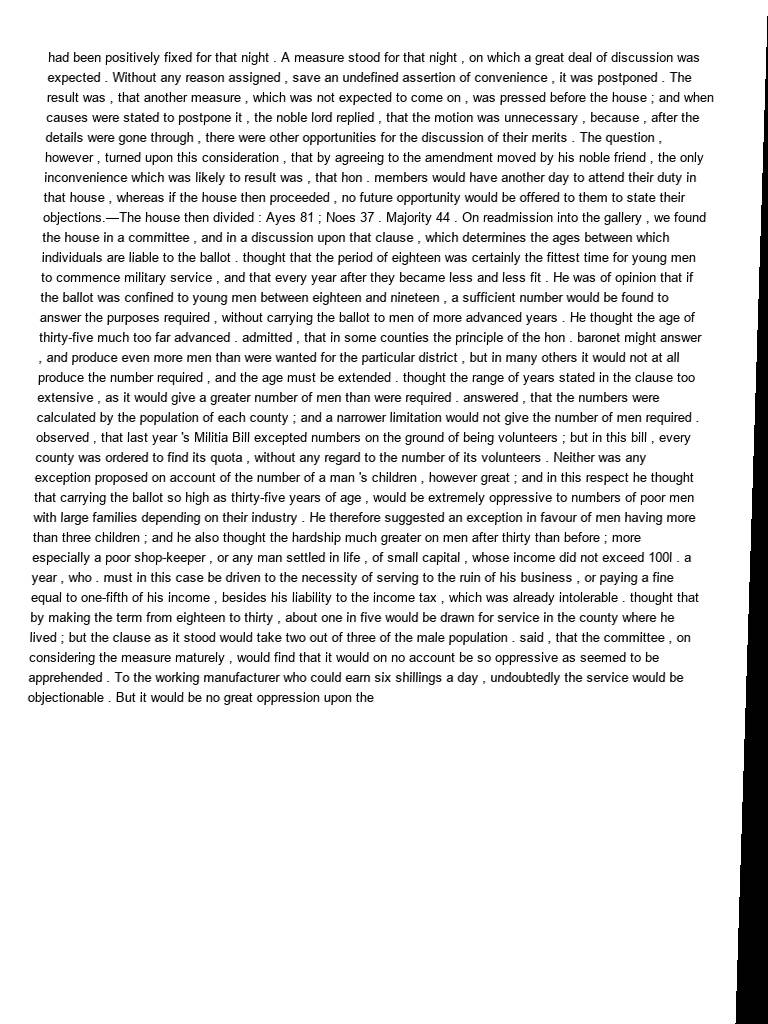 had been positively fixed for that night . A measure stood for that night , on which a great deal of discussion was
expected . Without any reason assigned , save an undefined assertion of convenience , it was postponed . The
result was , that another measure , which was not expected to come on , was pressed before the house ; and when
causes were stated to postpone it , the noble lord replied , that the motion was unnecessary , because , after the
details were gone through , there were other opportunities for the discussion of their merits . The question ,
however , turned upon this consideration , that by agreeing to the amendment moved by his noble friend , the only
inconvenience which was likely to result was , that hon . members would have another day to attend their duty in
that house , whereas if the house then proceeded , no future opportunity would be offered to them to state their
objections.—The house then divided : Ayes 81 ; Noes 37 . Majority 44 . On readmission into the gallery , we found
the house in a committee , and in a discussion upon that clause , which determines the ages between which
individuals are liable to the ballot . thought that the period of eighteen was certainly the fittest time for young men
to commence military service , and that every year after they became less and less fit . He was of opinion that if
the ballot was confined to young men between eighteen and nineteen , a sufficient number would be found to
answer the purposes required , without carrying the ballot to men of more advanced years . He thought the age of
thirty-five much too far advanced . admitted , that in some counties the principle of the hon . baronet might answer
, and produce even more men than were wanted for the particular district , but in many others it would not at all
produce the number required , and the age must be extended . thought the range of years stated in the clause too
extensive , as it would give a greater number of men than were required . answered , that the numbers were
calculated by the population of each county ; and a narrower limitation would not give the number of men required .
observed , that last year 's Militia Bill excepted numbers on the ground of being volunteers ; but in this bill , every
county was ordered to find its quota , without any regard to the number of its volunteers . Neither was any
exception proposed on account of the number of a man 's children , however great ; and in this respect he thought
that carrying the ballot so high as thirty-five years of age , would be extremely oppressive to numbers of poor men
with large families depending on their industry . He therefore suggested an exception in favour of men having more
than three children ; and he also thought the hardship much greater on men after thirty than before ; more
especially a poor shop-keeper , or any man settled in life , of small capital , whose income did not exceed 100l . a
year , who . must in this case be driven to the necessity of serving to the ruin of his business , or paying a fine
equal to one-fifth of his income , besides his liability to the income tax , which was already intolerable . thought that
by making the term from eighteen to thirty , about one in five would be drawn for service in the county where he
lived ; but the clause as it stood would take two out of three of the male population . said , that the committee , on
considering the measure maturely , would find that it would on no account be so oppressive as seemed to be
apprehended . To the working manufacturer who could earn six shillings a day , undoubtedly the service would be
objectionable . But it would be no great oppression upon the